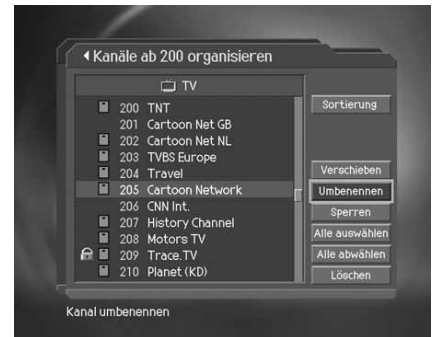 Kanäle ab 200 organisieren
TV
200 TNT
201 Cartoon Net GB
202 Cartoon Net NL
203 TVBS Europe
204 Travel
205 Cartoon Network
206 CNN Int.
207 History Channel
208 Motors TV
209 Trace.TV
210 Planet (KD)
Sortierung
Verschieben
Umbenennen
Sperren
Alle auswählen
Alle abwählen
Löschen
Kanal umbenennen